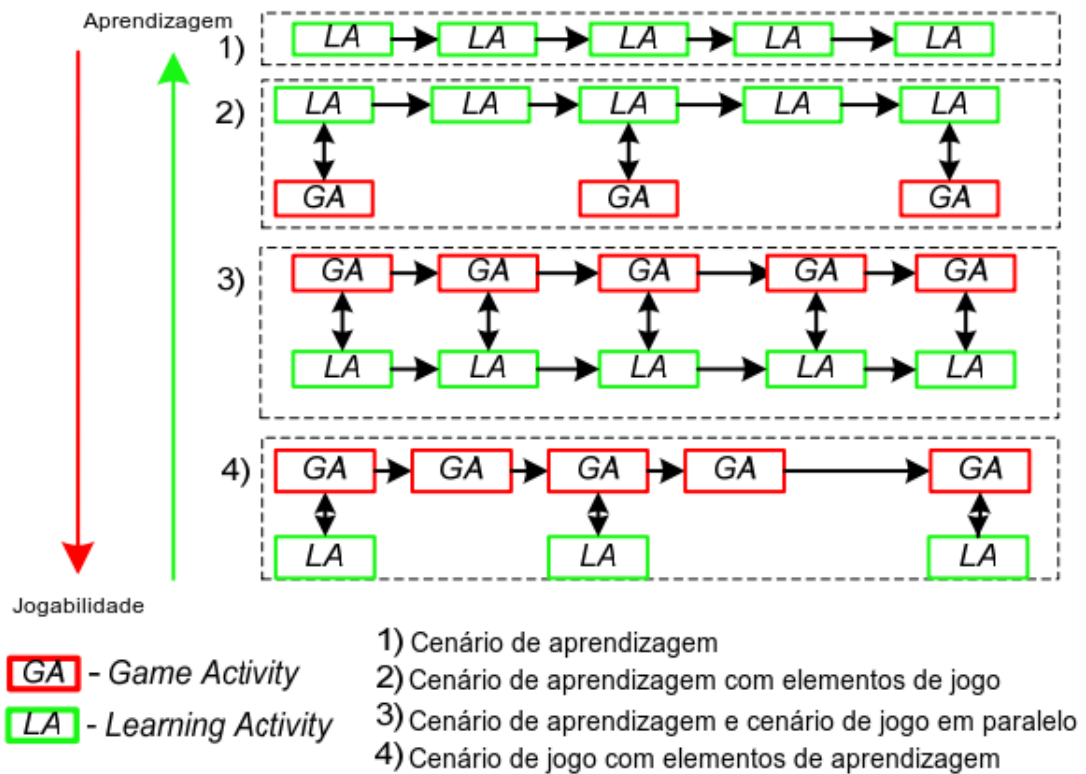 Aprendizagem
1)
LA LA LA LA LA
2)
LA LA LA LA LA
GA GA GA
3)
GA GA GA GA GA
LA LA LA LA LA
4)
GA GA GA GA GA
LA LA LA
Jogabilidade
GA - Game Activity
LA - Learning Activity
1) Cenário de aprendizagem
2) Cenário de aprendizagem com elementos de jogo
3) Cenário de aprendizagem e cenário de jogo em paralelo
4) Cenário de jogo com elementos de aprendizagem